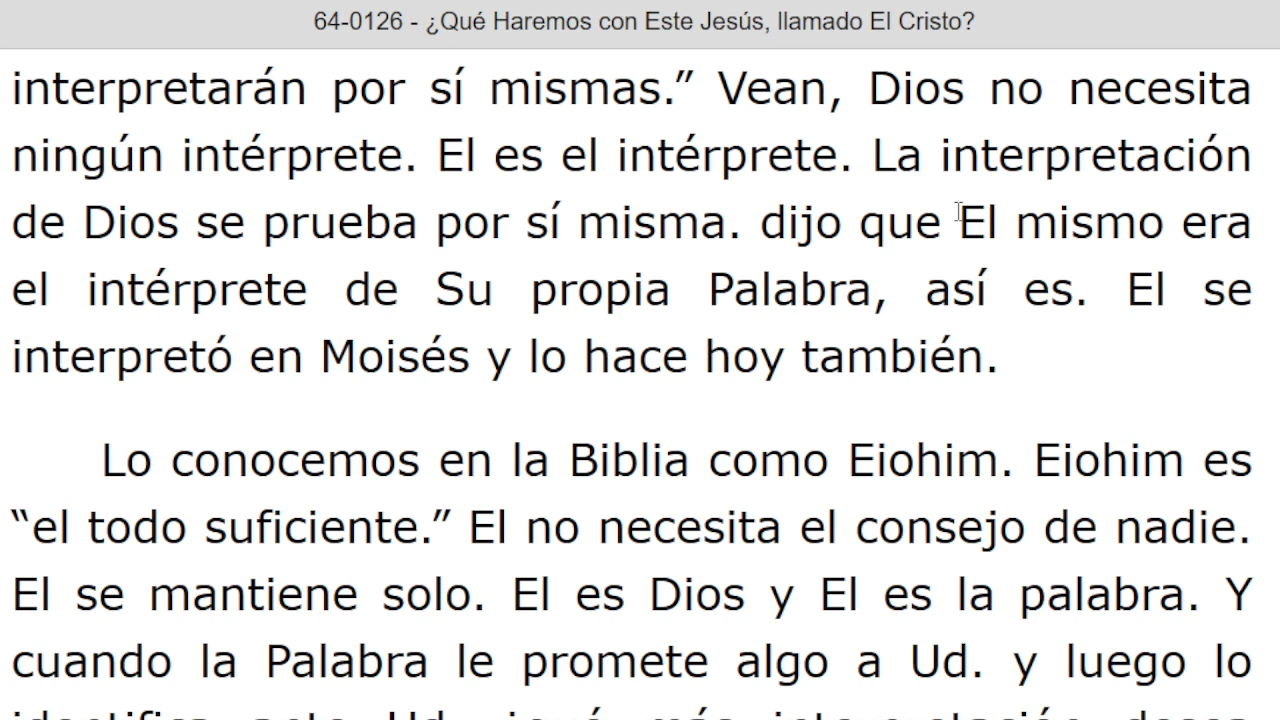 64-0126 - ¿Qué Haremos con Este Jesús, llamado El Cristo?
interpretarán por sí mismas.” Vean, Dios no necesita
ningún intérprete. El es el intérprete. La interpretación
de Dios se prueba por sí misma. dijo que El mismo era
el intérprete de Su propia Palabra, así es. El se
interpretó en Moisés y lo hace hoy también.
Lo conocemos en la Biblia como Eiohim. Eiohim es
“el todo suficiente.” El no necesita el consejo de nadie.
El se mantiene solo. El es Dios y El es la palabra. Y
cuando la Palabra le promete algo a Ud. y luego lo